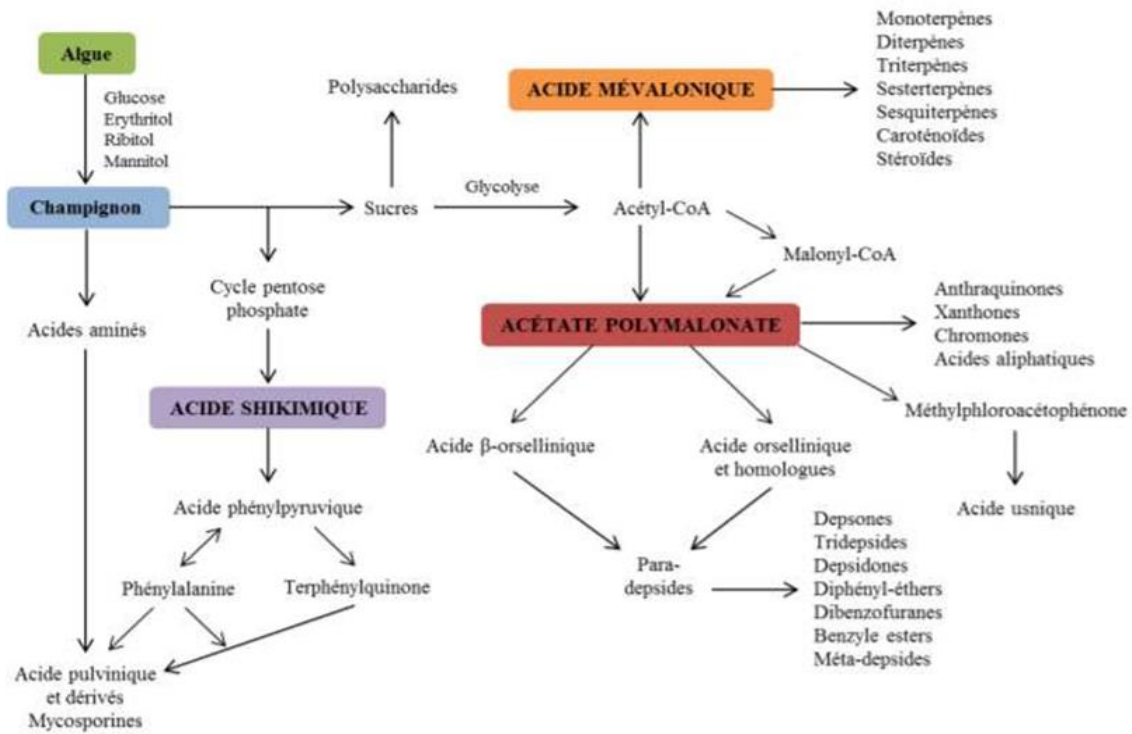 Algue
Glucose
Erythritol
Ribitol
Mannitol
Champignon
Polysaccharides
Sucres
Glycolyse
Acétyl-CoA
ACIDE MÉVALONIQUE
Monoterpènes
Diterpènes
Triterpènes
Sesterterpènes
Sesquiterpènes
Caroténoïdes
Stéroïdes
Malonyl-CoA
Acides aminés
Cycle pentose
phosphate
ACIDE SHIKIMIQUE
ACÉTATE POLYMALONATE
Anthraquinones
Xanthones
Chromones
Acides aliphatiques
Méthylphloroacétophénone
Acide usnique
Acide β-orsellinique
Acide orsellinique
et homologues
Para-
depsides
Depsones
Tridepsides
Depsidones
Diphényl-éthers
Dibenzofuranes
Benzyle esters
Méta-depsides
Acide phénylpyruvique
Phénylalanine
Terphénylquinone
Acide pulvinique
et dérivés
Mycosporines